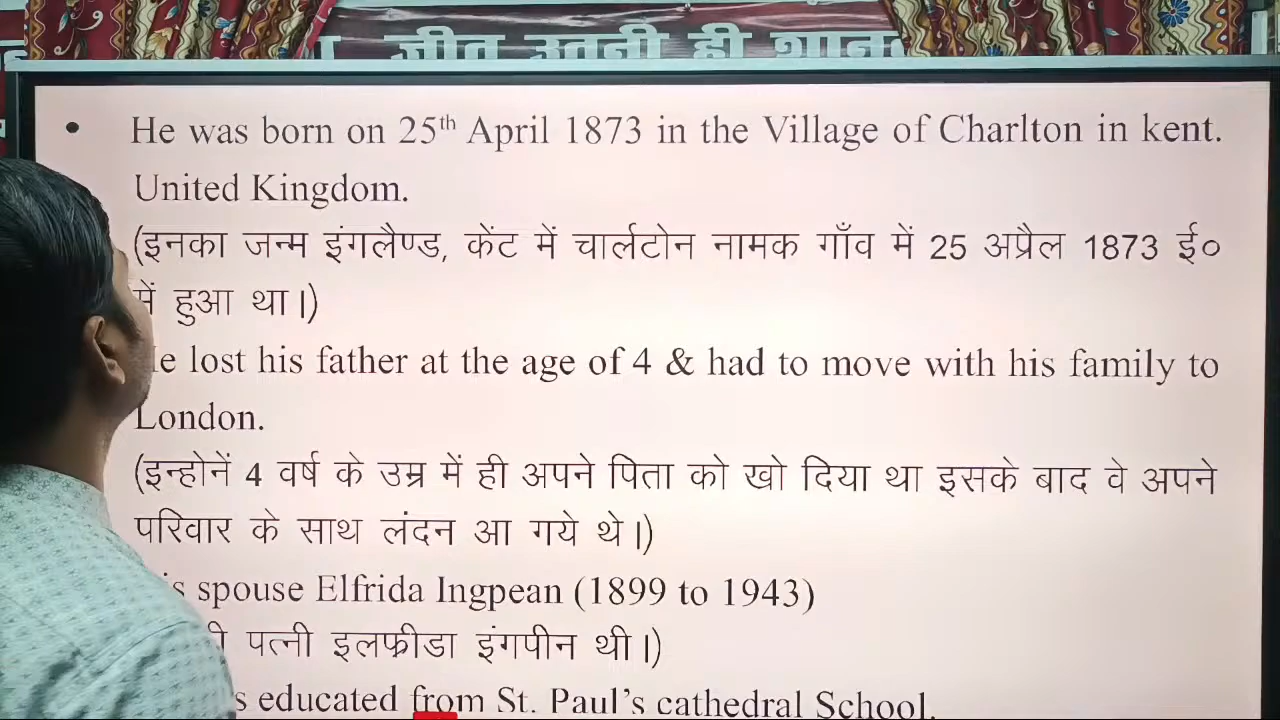 जीत उतनी ही शान
• He was born on 25th April 1873 in the Village of Charlton in kent.
United Kingdom.
(इनका जन्म इंगलैण्ड, केंट में चार्लटोन नामक गाँव में 25 अप्रैल 1873 ई०
में हुआ था।)
He lost his father at the age of 4 & had to move with his family to
London.
(इन्होनें 4 वर्ष के उम्र में ही अपने पिता को खो दिया था इसके बाद वे अपने
परिवार के साथ लंदन आ गये थे।)
spouse Elfrida Ingpean (1899 to 1943)
पत्नी इलफ्रीडा इंगपीन थी।)
educated from St. Paul's cathedral School.